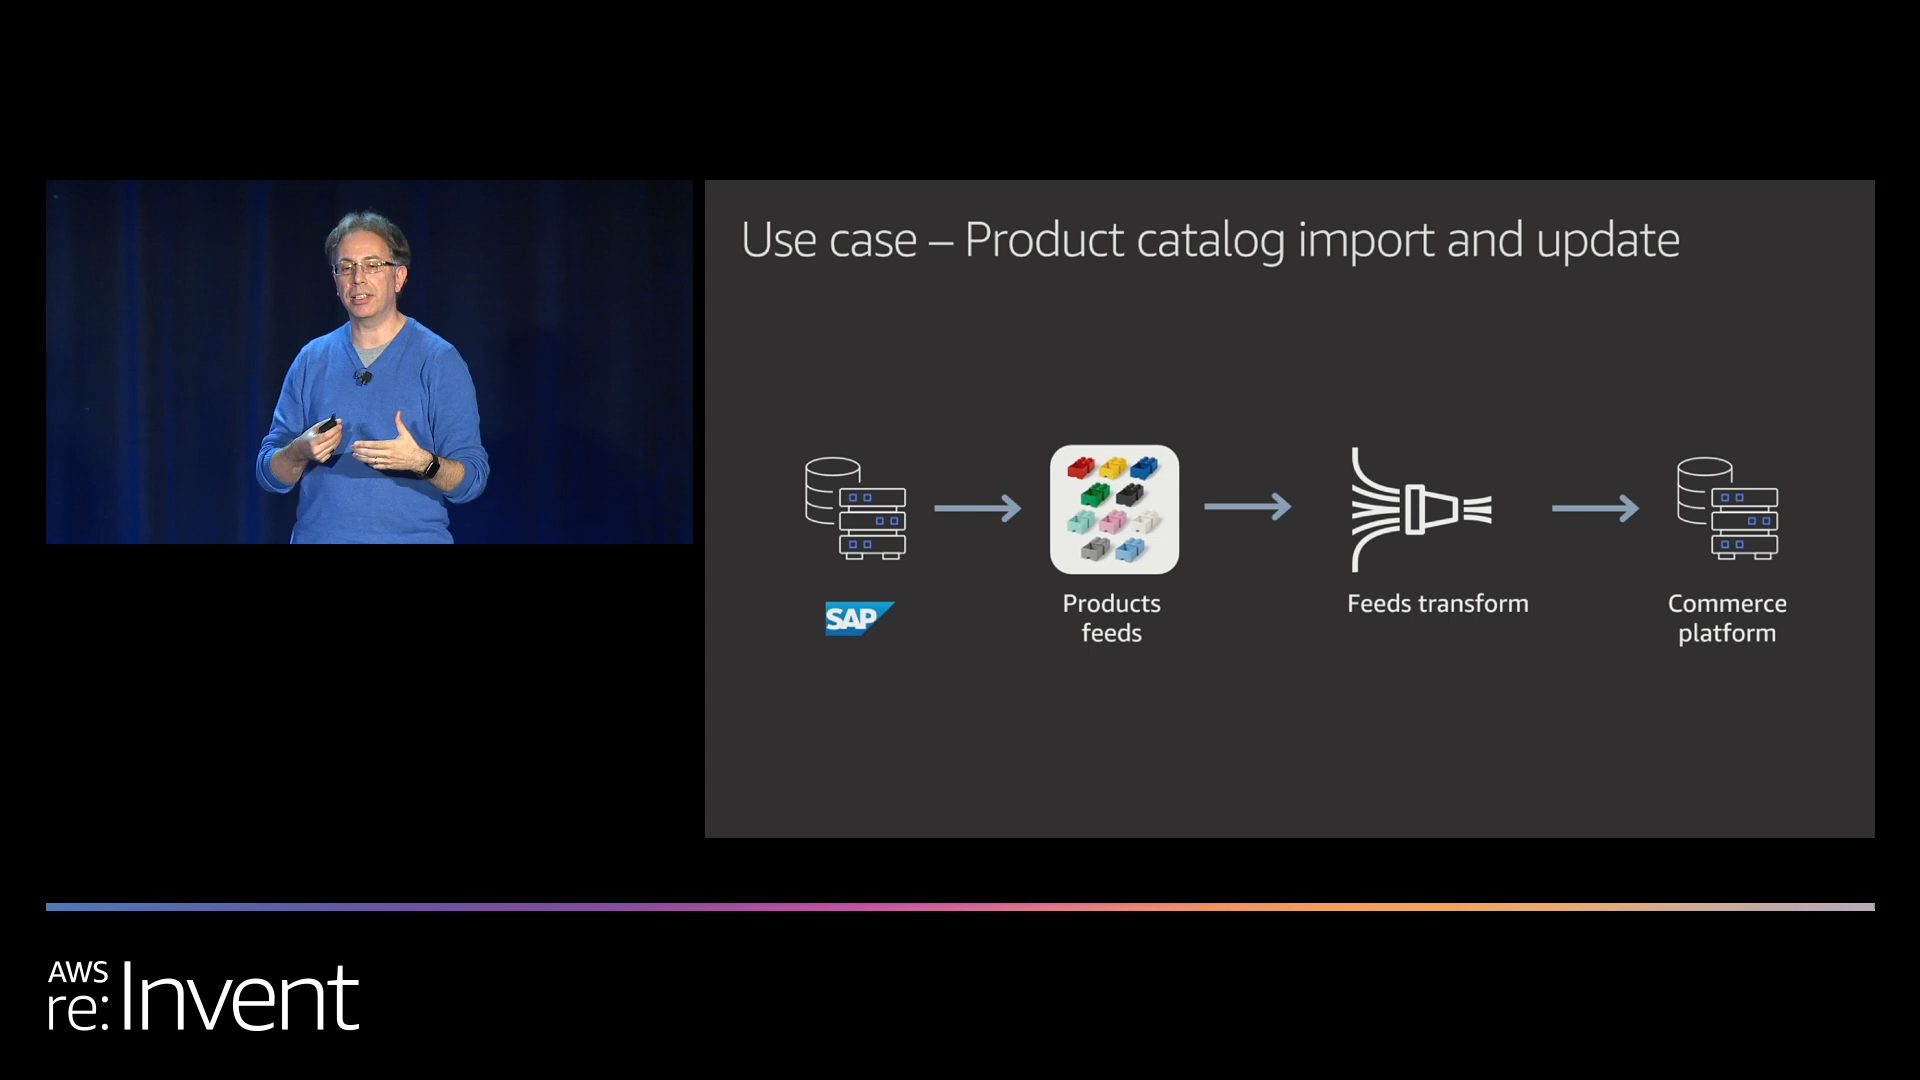 Use case – Product catalog import and update
SAP
Products
feeds
Feeds transform
Commerce
platform
AWS
re:Invent